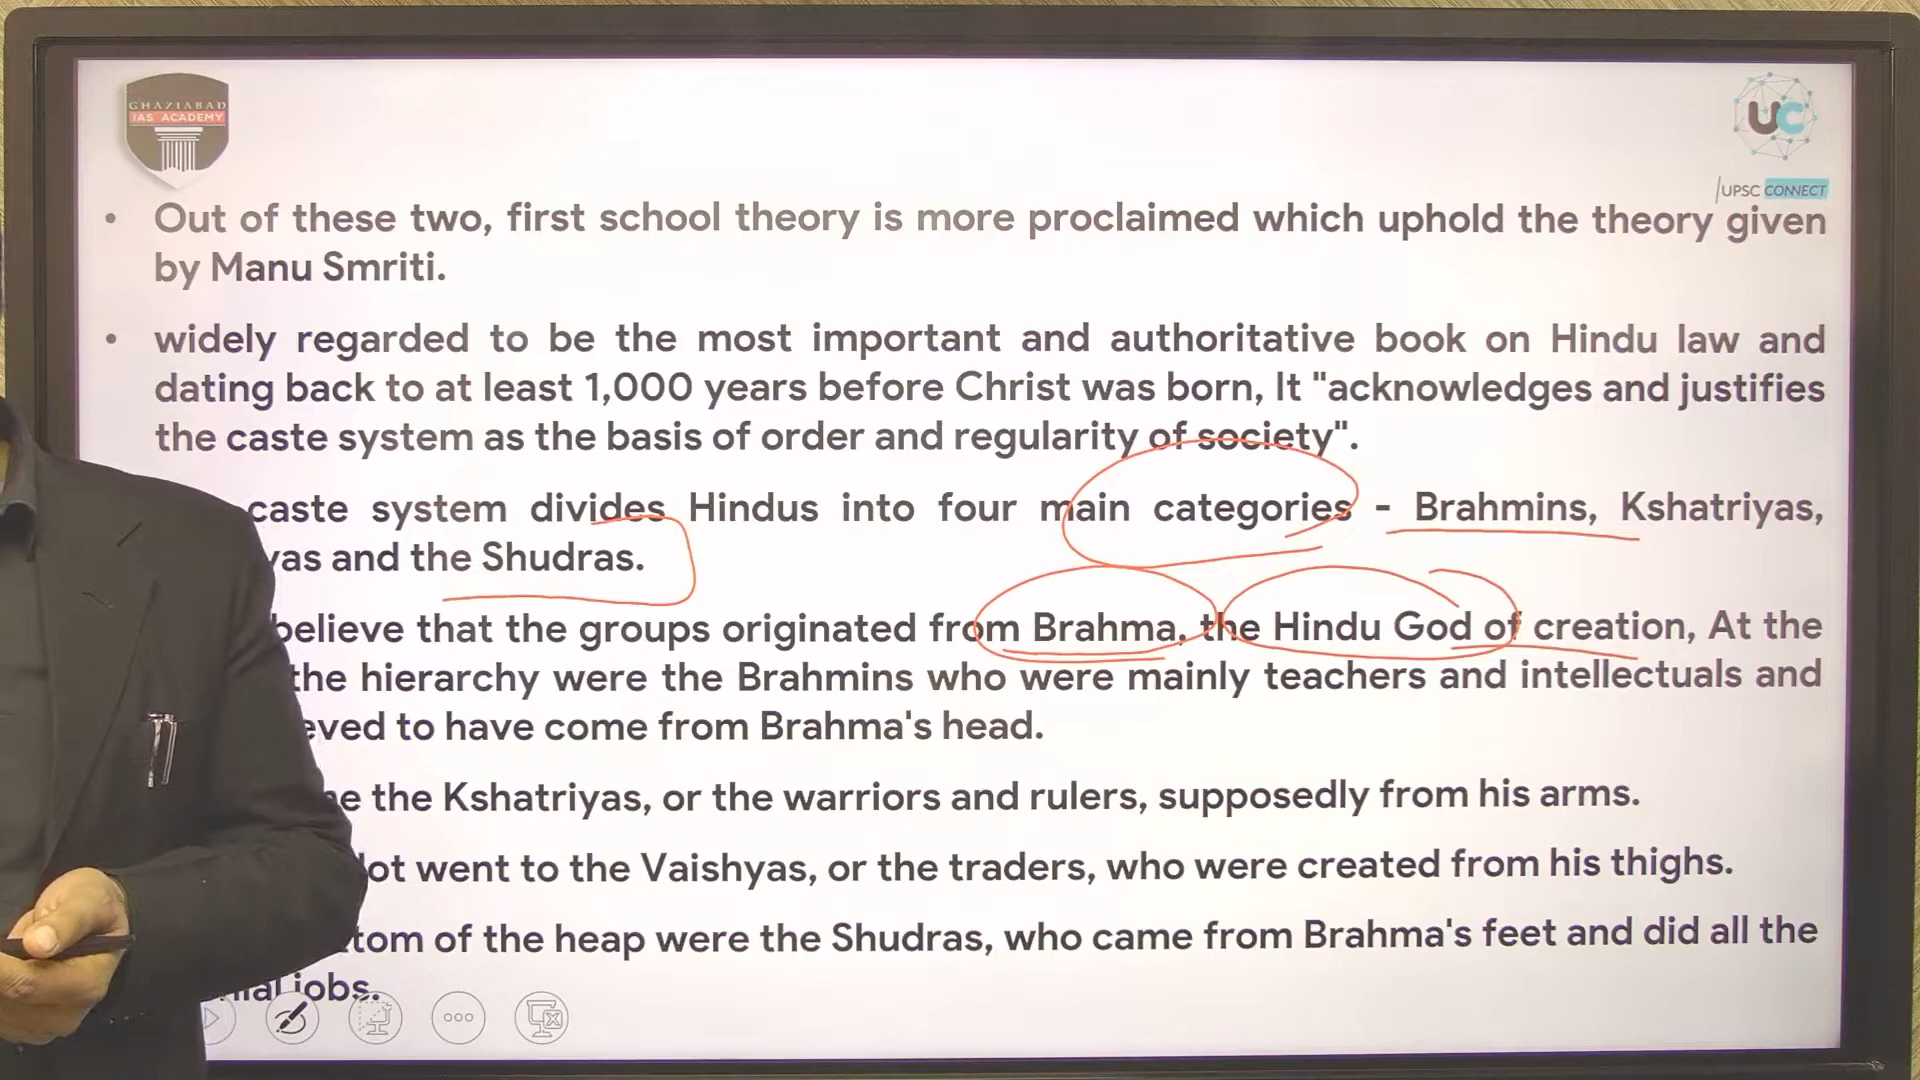 GHAZIABAD
IAS ACADEMY
UC
UPSC CONNECT
Out of these two, first school theory is more proclaimed which uphold the theory given
by Manu Smriti.
widely regarded to be the most important and authoritative book on Hindu law and
dating back to at least 1,000 years before Christ was born, It "acknowledges and justifies
the caste system as the basis of order and regularity of society".
caste system divides Hindus into four main categories - Brahmins, Kshatriyas,
yas and the Shudras.
believe that the groups originated from Brahma, the Hindu God of creation, At the
the hierarchy were the Brahmins who were mainly teachers and intellectuals and
eved to have come from Brahma's head.
the Kshatriyas, or the warriors and rulers, supposedly from his arms.
lot went to the Vaishyas, or the traders, who were created from his thighs.
tom of the heap were the Shudras, who came from Brahma's feet and did all the
jobs.